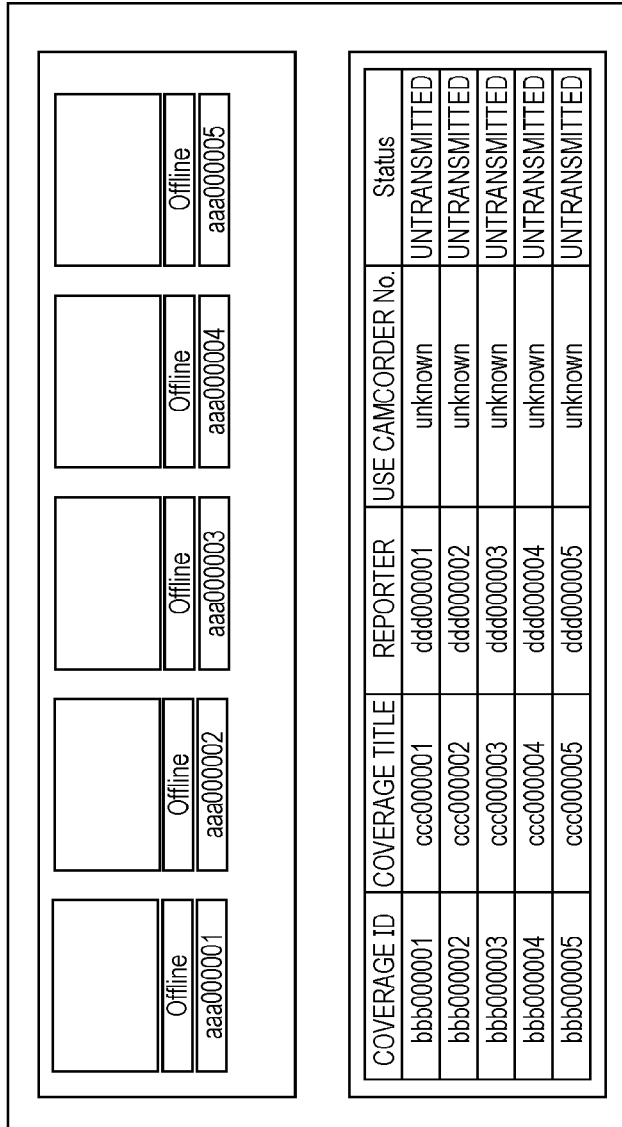 Offline Offline Offline Offline Offline
aaa000001 aaa000002 aaa000003 aaa000004 aaa000005
COVERAGE ID COVERAGE TITLE REPORTER USE CAMCORDER No. Status
bbb000001 ccc000001 ddd000001 unknown UNTRANSMITTED
bbb000002 ccc000002 ddd000002 unknown UNTRANSMITTED
bbb000003 ccc000003 ddd000003 unknown UNTRANSMITTED
bbb000004 ccc000004 ddd000004 unknown UNTRANSMITTED
bbb000005 ccc000005 ddd000005 unknown UNTRANSMITTED